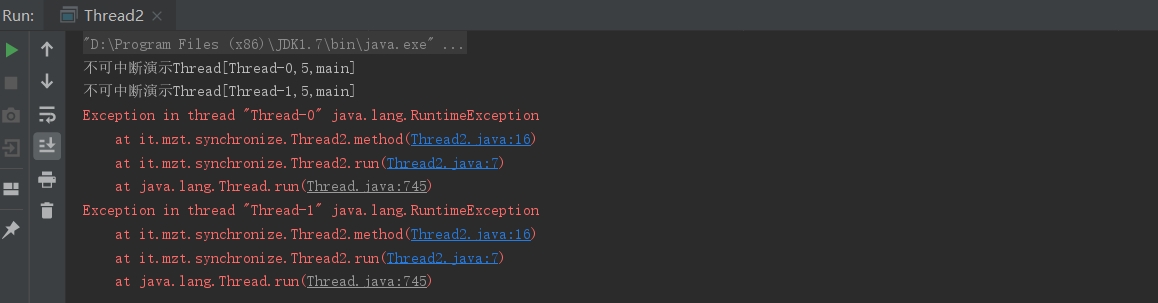 Run: Thread2
"D:\Program Files (x86)\JDK1.7\bin\java.exe" ...
不可中断演示Thread[Thread-0,5,main]
不可中断演示Thread[Thread-1,5,main]
Exception in thread "Thread-0" java.lang.RuntimeException
at it.mzt.synchronize.Thread2.method(Thread2.java:16)
at it.mzt.synchronize.Thread2.run(Thread2.java:7)
at java.lang.Thread.run(Thread.java:745)
Exception in thread "Thread-1" java.lang.RuntimeException
at it.mzt.synchronize.Thread2.method(Thread2.java:16)
at it.mzt.synchronize.Thread2.run(Thread2.java:7)
at java.lang.Thread.run(Thread.java:745)